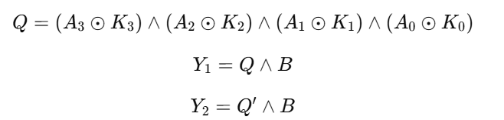 Q = (A₃ ⊙ K₃) ∧ (A₂ ⊙ K₂) ∧ (A₁ ⊙ K₁) ∧ (A₀ ⊙ K₀)
Y₁ = Q ∧ B
Y₂ = Q′ ∧ B